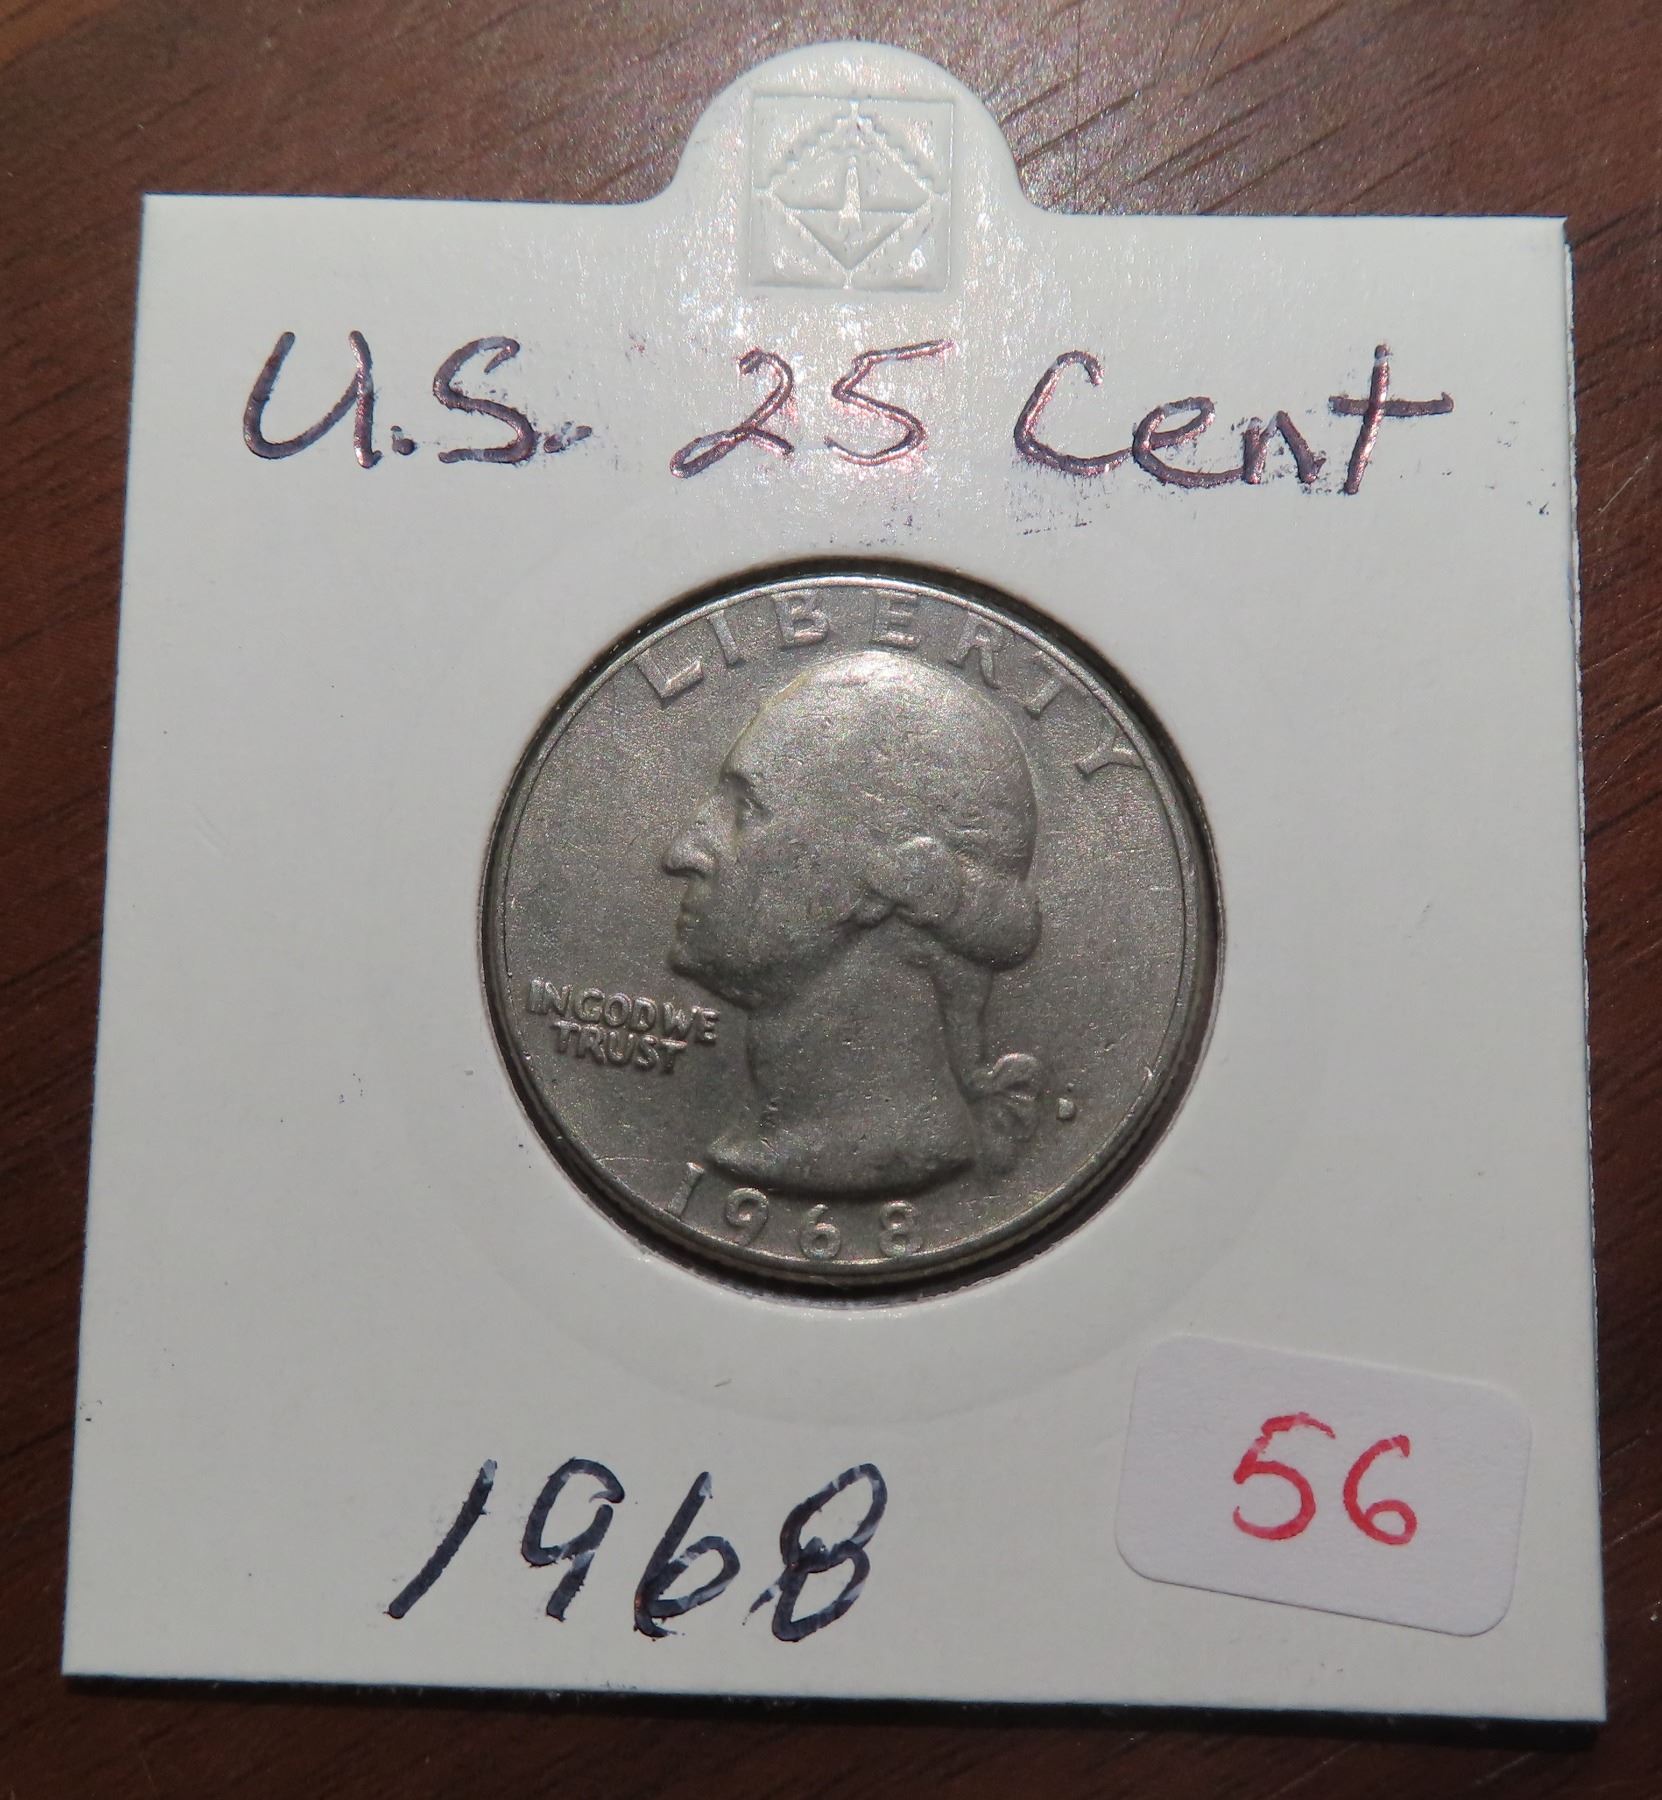 U.S. 25 Cent
LIBERTY
IN GOD WE
TRUST
D
1968
1968
56